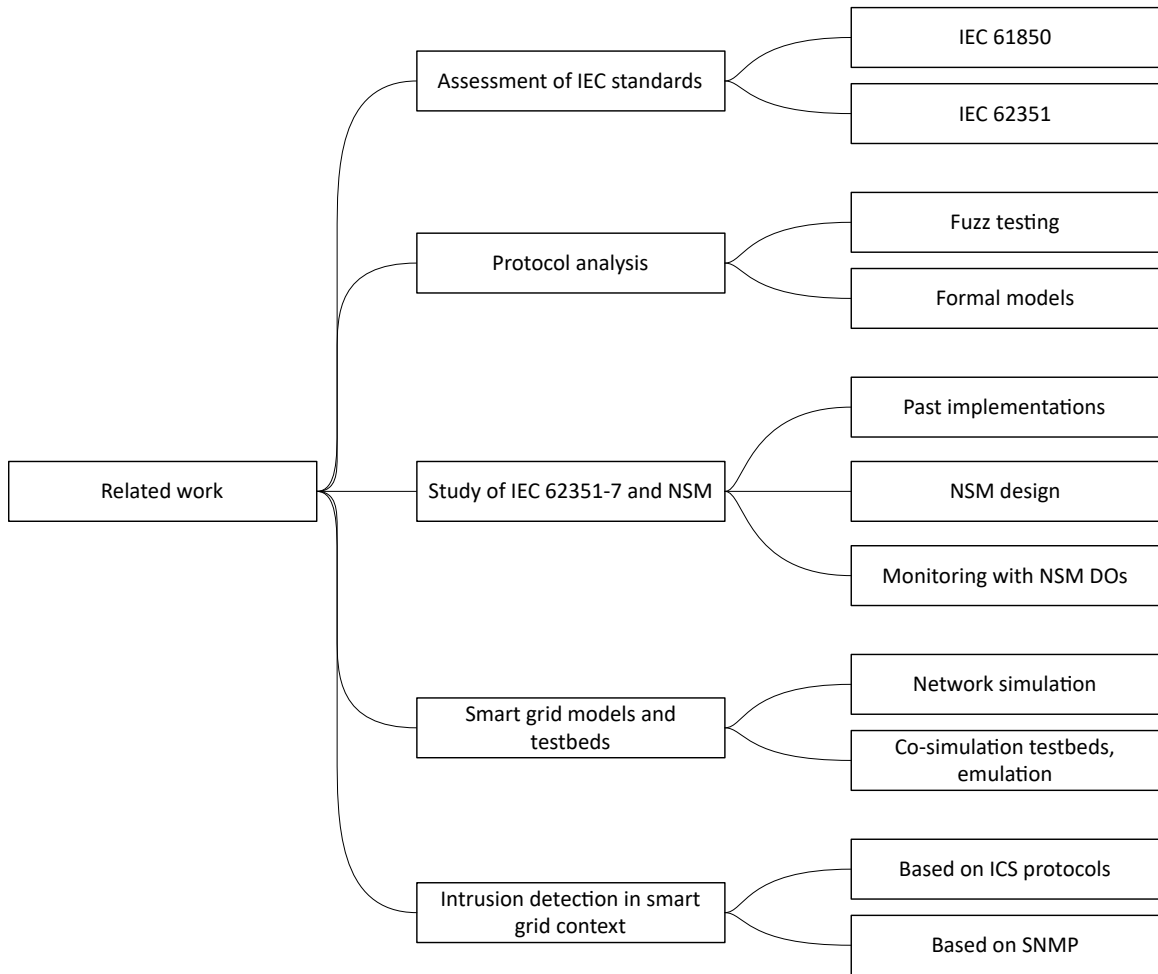 Related work
Assessment of IEC standards
IEC 61850
IEC 62351
Protocol analysis
Fuzz testing
Formal models
Study of IEC 62351-7 and NSM
Past implementations
NSM design
Monitoring with NSM DOs
Smart grid models and
testbeds
Network simulation
Co-simulation testbeds,
emulation
Intrusion detection in smart
grid context
Based on ICS protocols
Based on SNMP